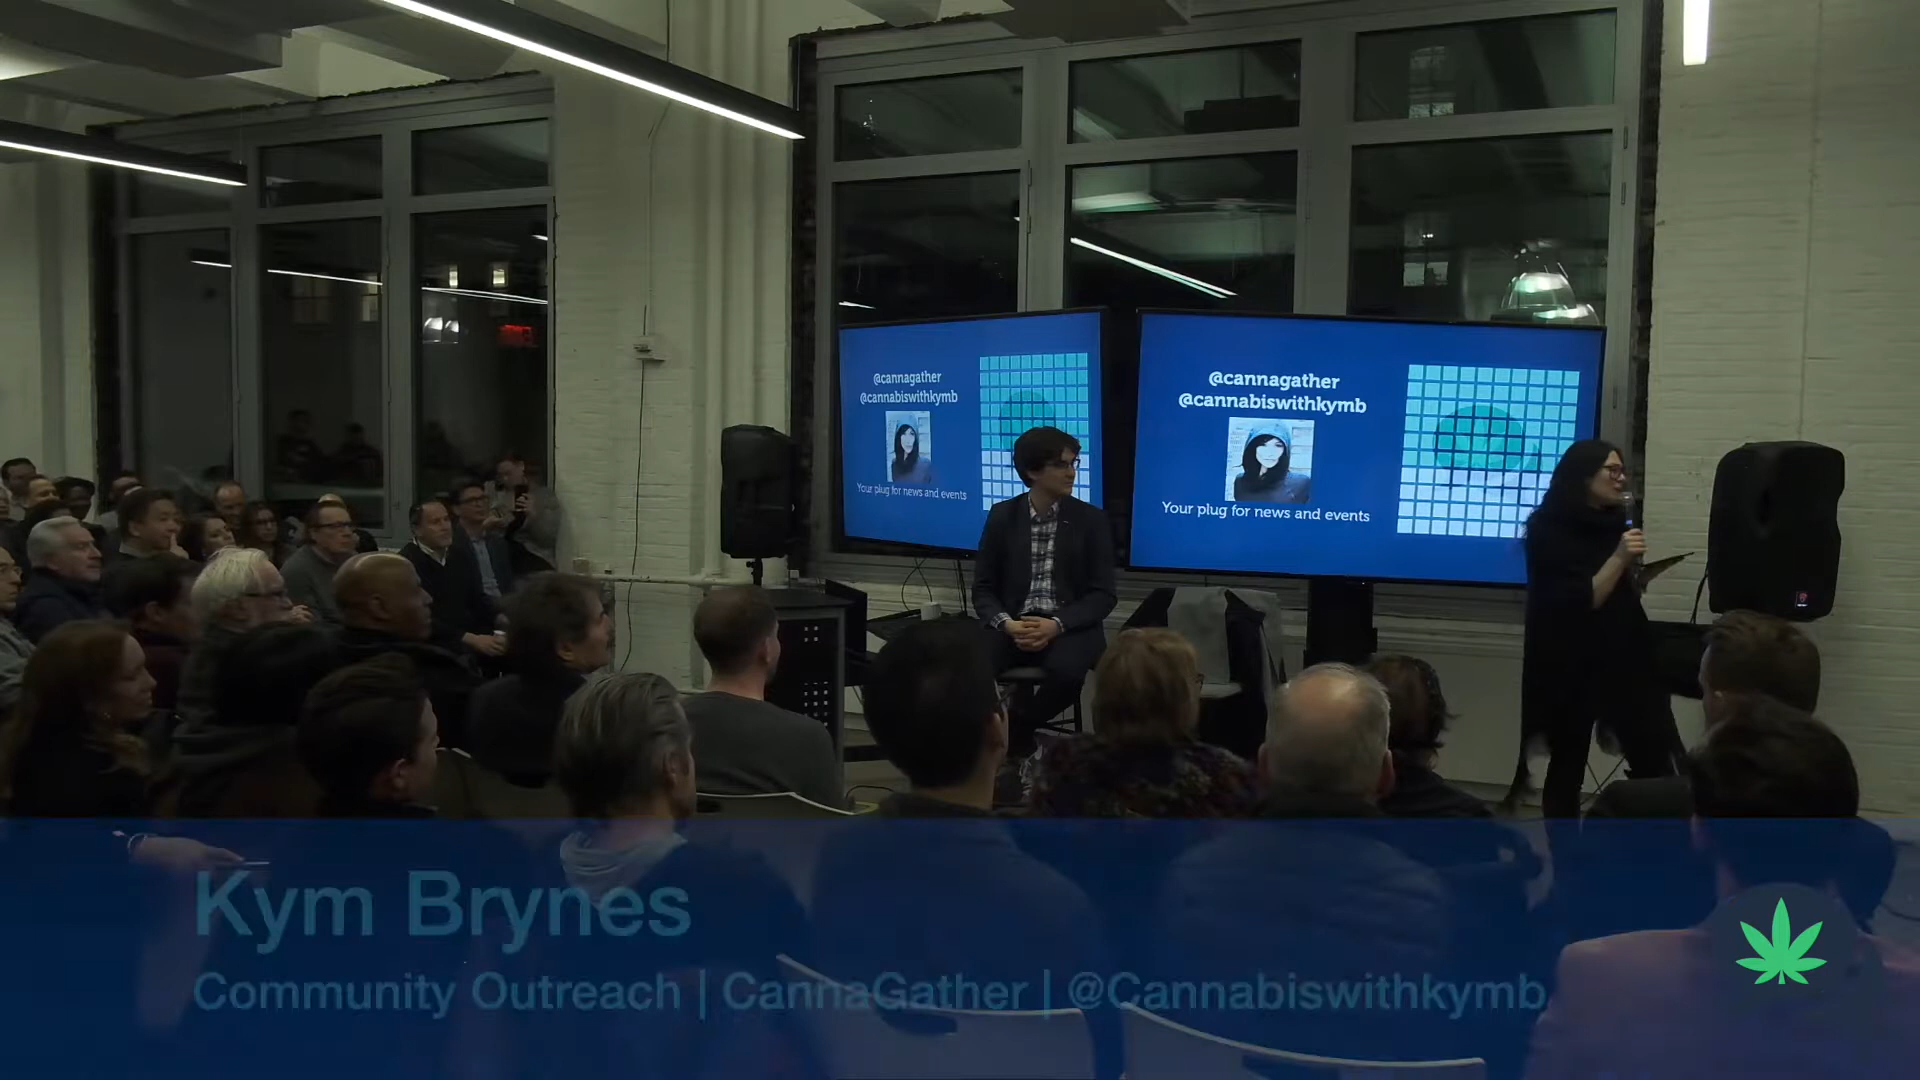 @cannagather
@cannabiswithkymb
Your plug for news and events
@cannagather
@cannabiswithkymb
Your plug for news and events
Kym Brynes
Community Outreach | CannaGather | @Cannabiswithkymb